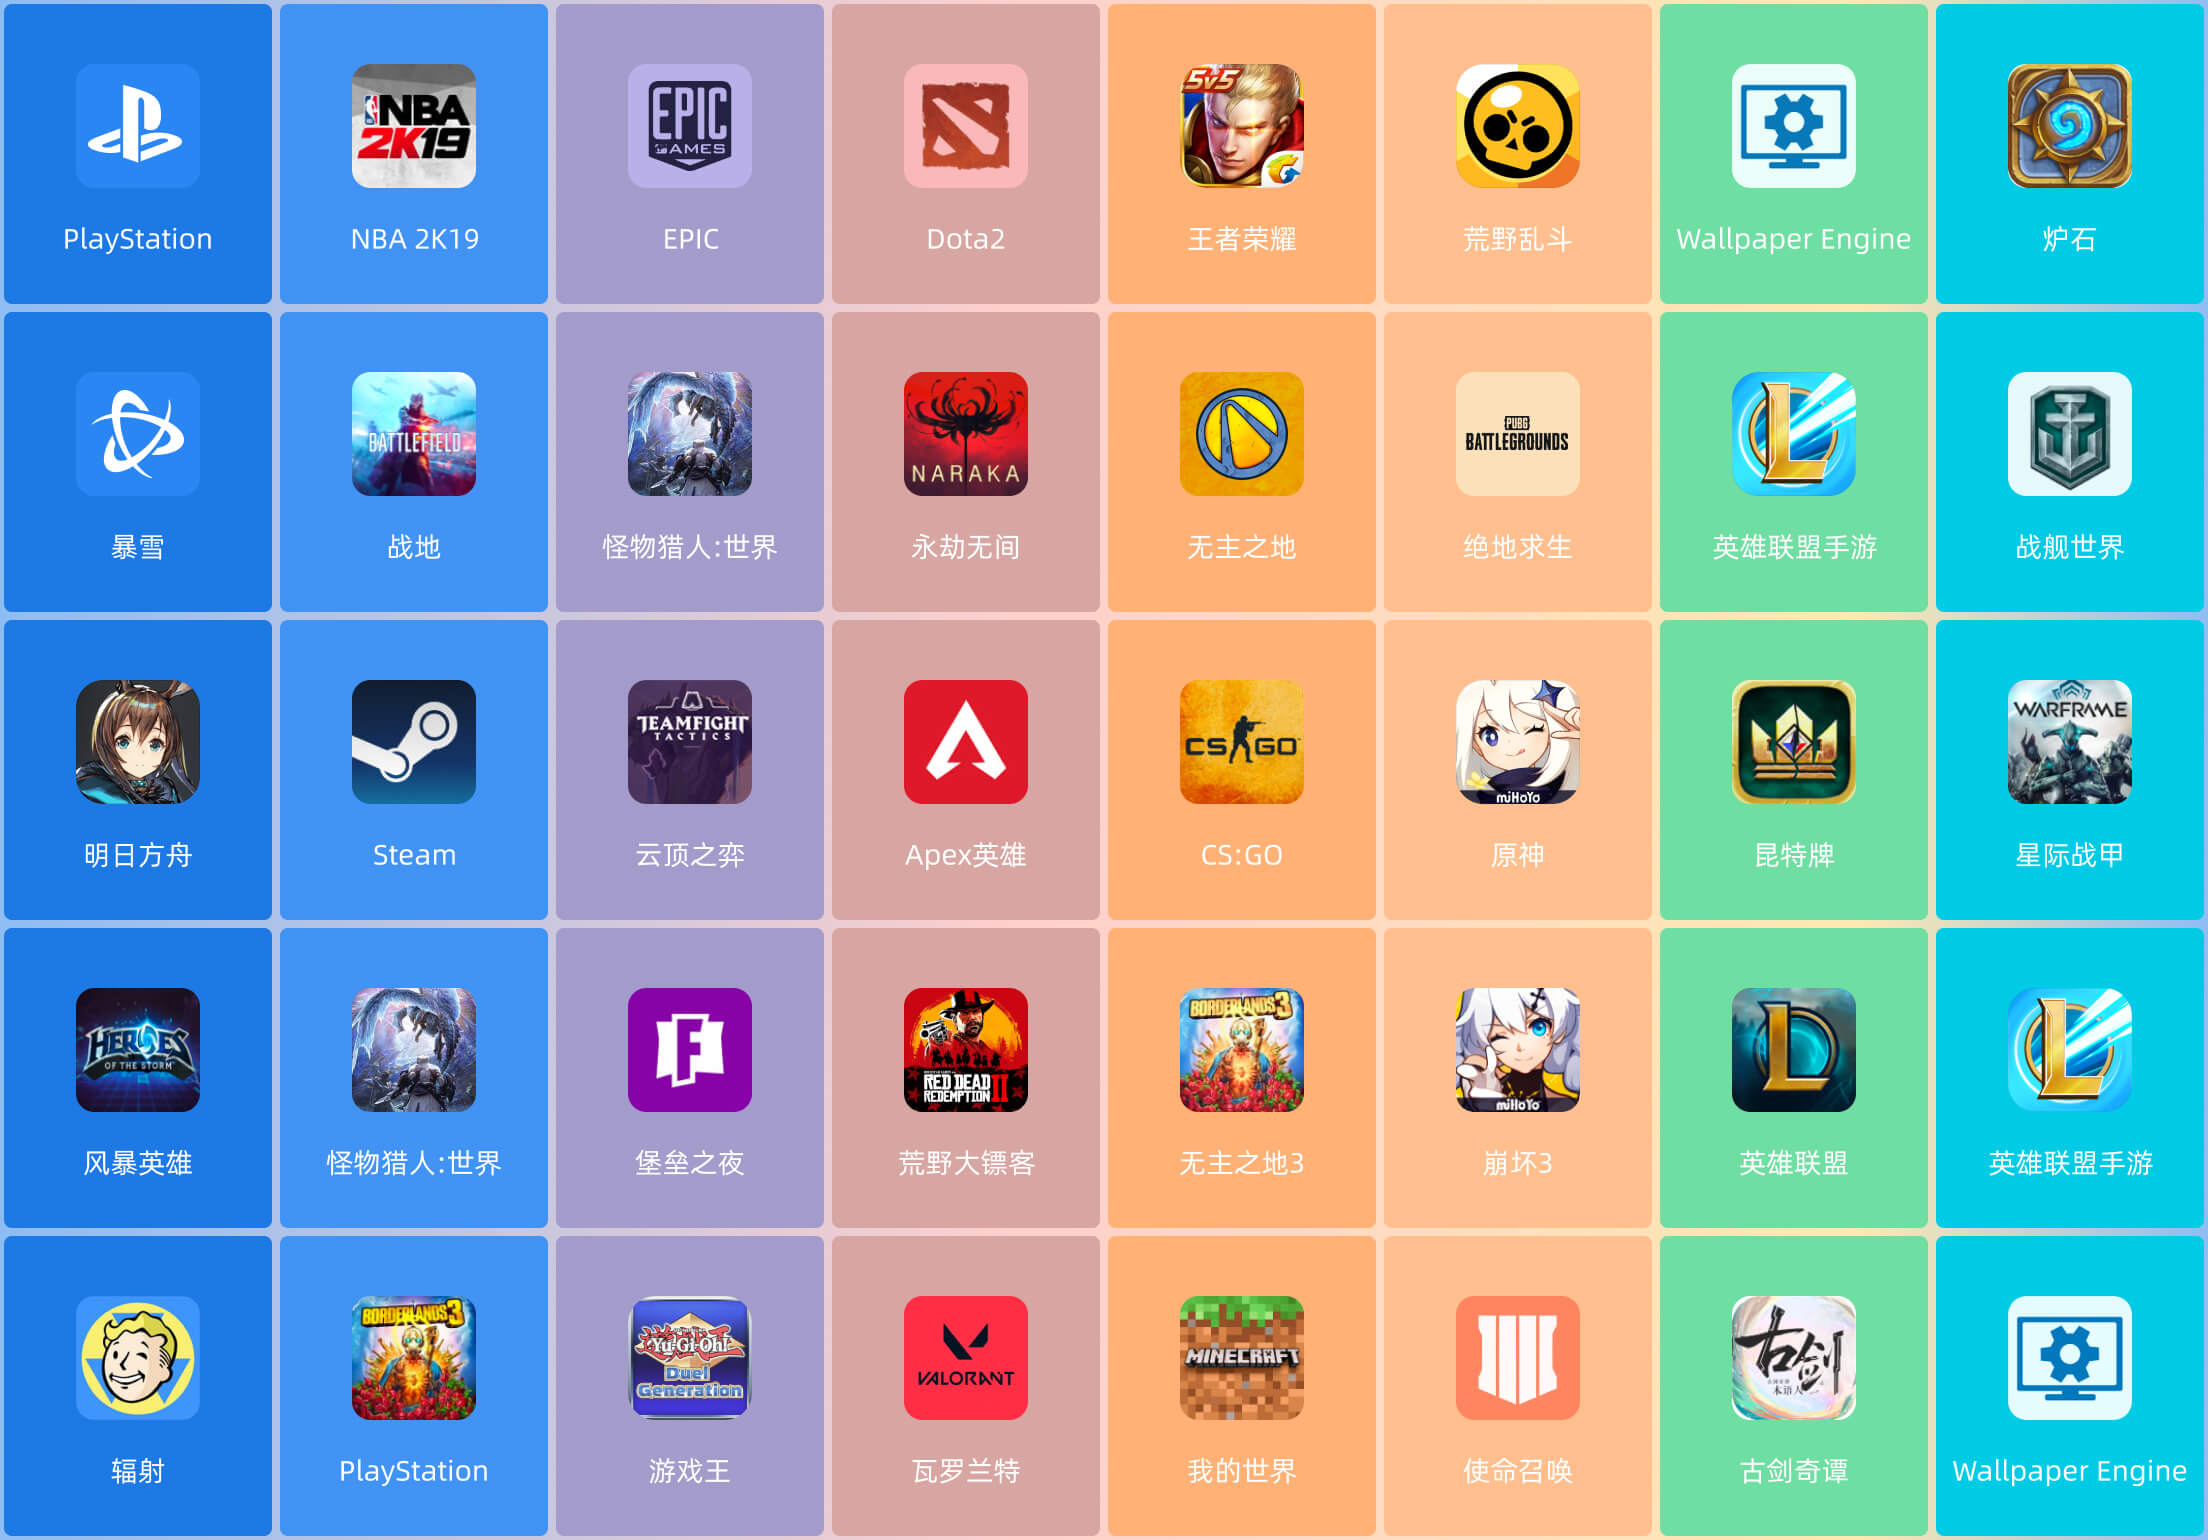 NBA
2K19
EPIC
GAMES
5v5
PlayStation
NBA 2K19
EPIC
Dota2
王者荣耀
荒野乱斗
Wallpaper Engine
炉石
BATTLEFIELD
NARAKA
PUBG
BATTLEGROUNDS
暴雪
战地
怪物猎人:世界
永劫无间
无主之地
绝地求生
英雄联盟手游
战舰世界
TEAMFIGHT
TACTICS
CS GO
miHoYo
WARFRAME
明日方舟
Steam
云顶之弈
Apex英雄
CS:GO
原神
昆特牌
星际战甲
HEROES
OF THE STORM
RED DEAD
REDEMPTION II
BORDERLANDS 3
miHoYo
风暴英雄
怪物猎人:世界
堡垒之夜
荒野大镖客
无主之地3
崩坏3
英雄联盟
英雄联盟手游
BORDERLANDS 3
Yu-Gi-Oh!
Duel
Generation
VALORANT
MINECRAFT
古剑
木语人
辐射
PlayStation
游戏王
瓦罗兰特
我的世界
使命召唤
古剑奇谭
Wallpaper Engine